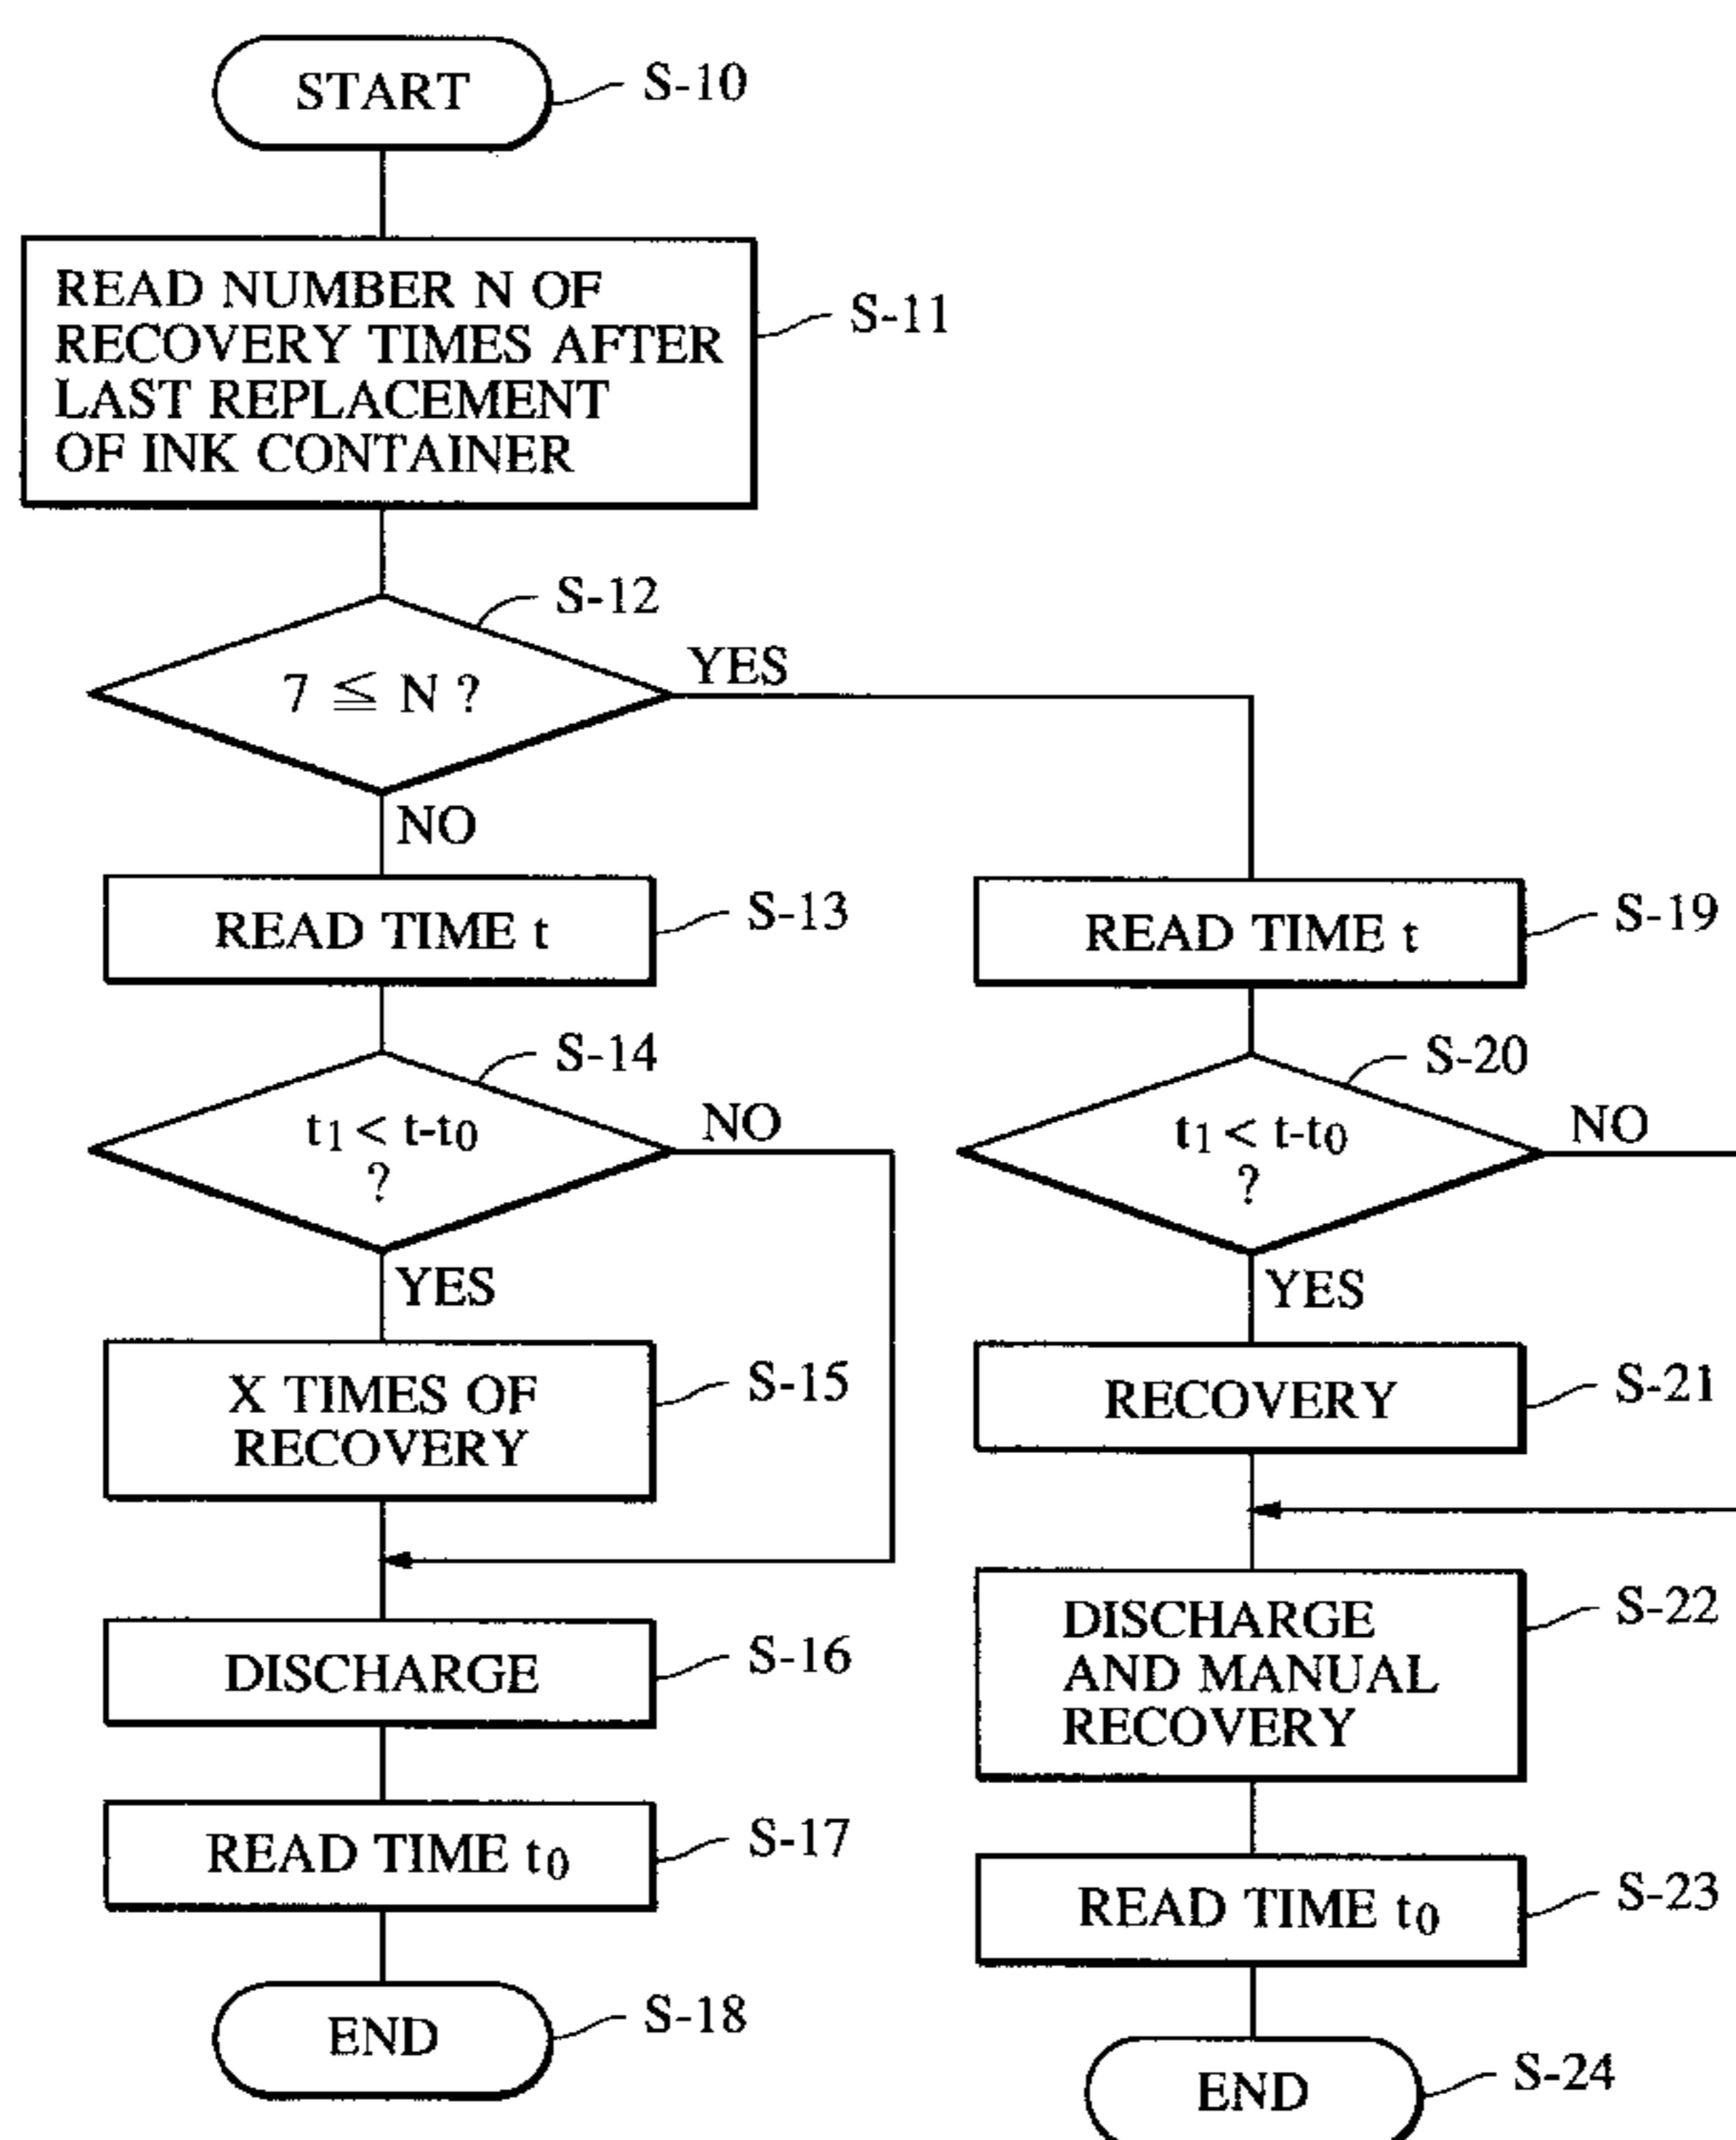 START
S-10
READ NUMBER N OF
RECOVERY TIMES AFTER
LAST REPLACEMENT
OF INK CONTAINER
S-11
S-12
7 ≦ N ?
YES
NO
READ TIME t
S-13
S-14
t1 < t-t0
?
NO
YES
X TIMES OF
RECOVERY
S-15
DISCHARGE
S-16
READ TIME t0
S-17
END
S-18
READ TIME t
S-19
S-20
t1 < t-t0
?
NO
YES
RECOVERY
S-21
DISCHARGE
AND MANUAL
RECOVERY
S-22
READ TIME t0
S-23
END
S-24